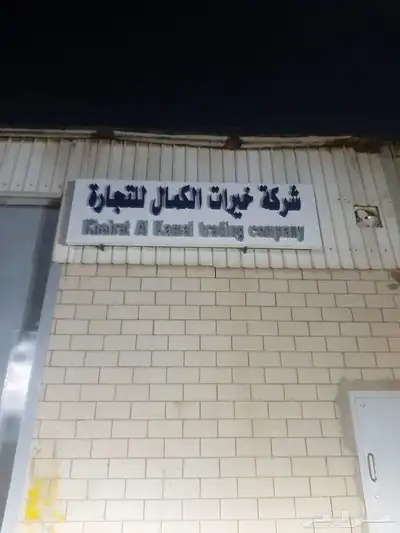 شركة خيرات الكمال للتجارة
Khairat Al Kamal trading company